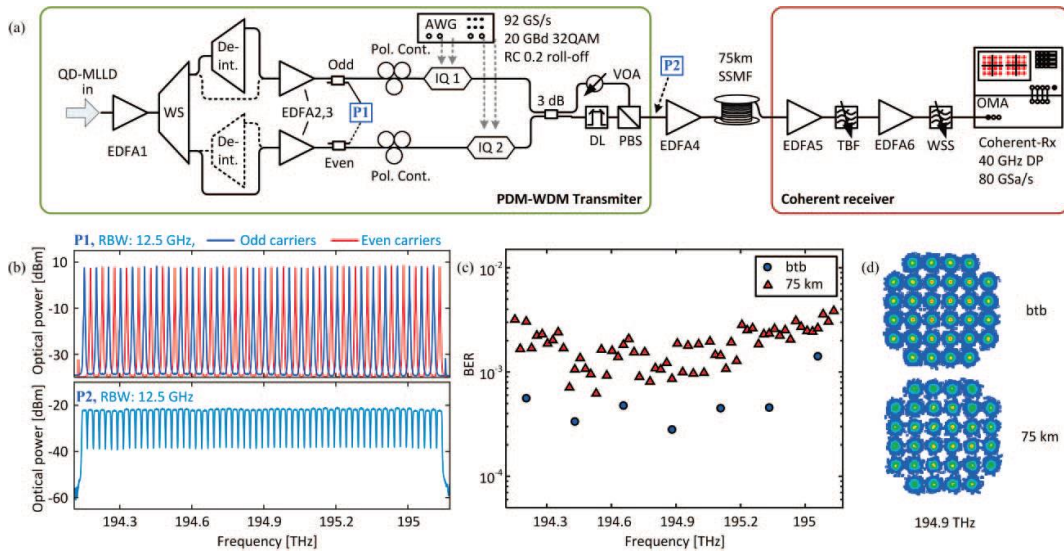 (a)
QD-MLLD
in
EDFA1
WS
De-
int.
De-
int.
EDFA2,3
Odd
Even
P1
Pol. Cont.
Pol. Cont.
AWG
92 GS/s
20 GBd 32QAM
RC 0.2 roll-off
IQ 1
IQ 2
3 dB
VOA
DL
PBS
P2
PDM-WDM Transmiter
EDFA4
75km
SSMF
EDFA5
TBF
EDFA6
WSS
OMA
Coherent-Rx
40 GHz DP
80 GSa/s
Coherent receiver
(b)
P1, RBW: 12.5 GHz,
Odd carriers
Even carriers
Optical power [dBm]
10
-10
-30
P2, RBW: 12.5 GHz
Optical power [dBm]
-20
-40
-60
194.3
194.6
194.9
195.2
195
Frequency [THz]
(c)
btb
75 km
BER
10-2
10-3
10-4
194.3
194.6
194.9
195.2
195
Frequency [THz]
(d)
btb
75 km
194.9 THz